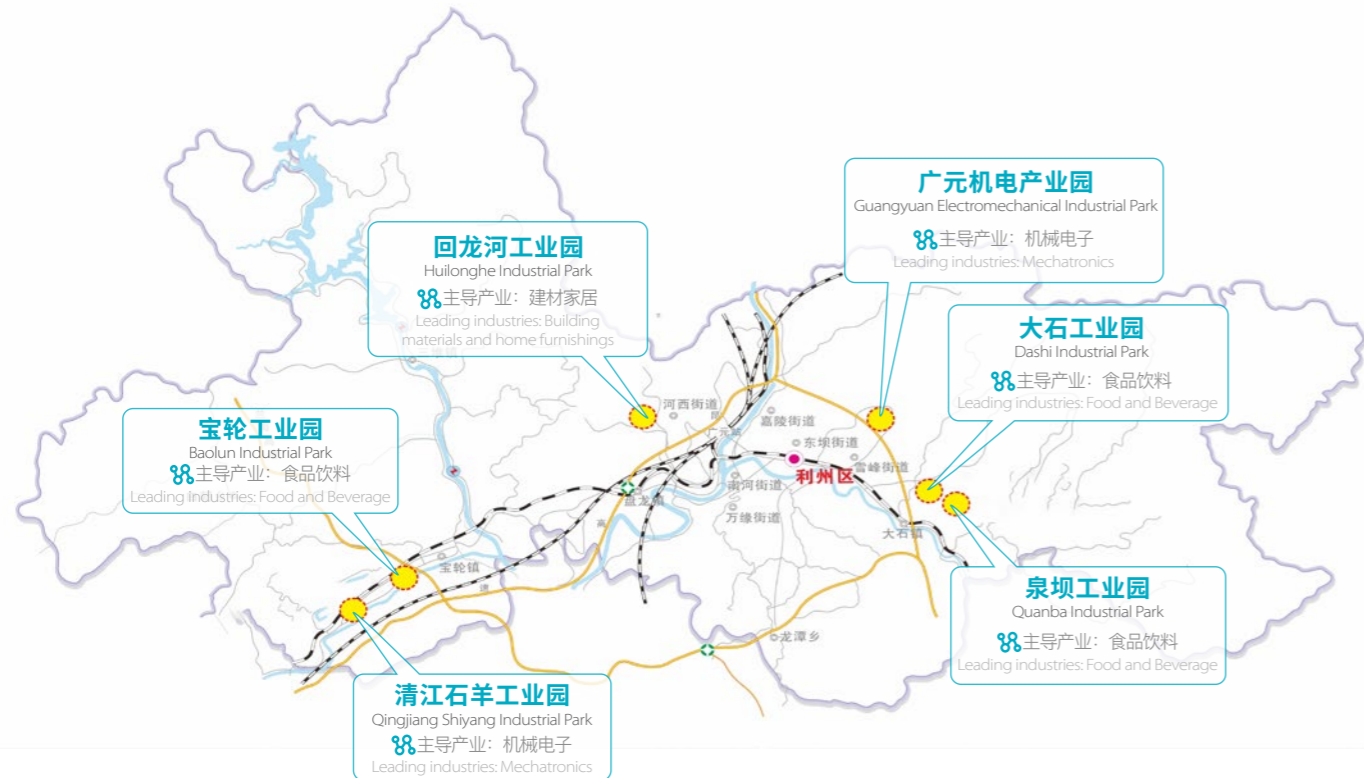 广元机电产业园
Guangyuan Electromechanical Industrial Park
主导产业：机械电子
Leading industries: Mechatronics
回龙河工业园
Huilonghe Industrial Park
主导产业：建材家居
Leading industries: Building
materials and home furnishings
大石工业园
Dashi Industrial Park
主导产业：食品饮料
Leading industries: Food and Beverage
宝轮工业园
Baolun Industrial Park
主导产业：食品饮料
Leading industries: Food and Beverage
河西街道
嘉陵街道
广元站
东坝街道
雪峰街道
利州区
南河街道
盘龙镇
万缘街道
高
大石镇
宝轮镇
速
泉坝工业园
Quanba Industrial Park
主导产业：食品饮料
Leading industries: Food and Beverage
龙潭乡
清江石羊工业园
Qingjiang Shiyang Industrial Park
主导产业：机械电子
Leading industries: Mechatronics